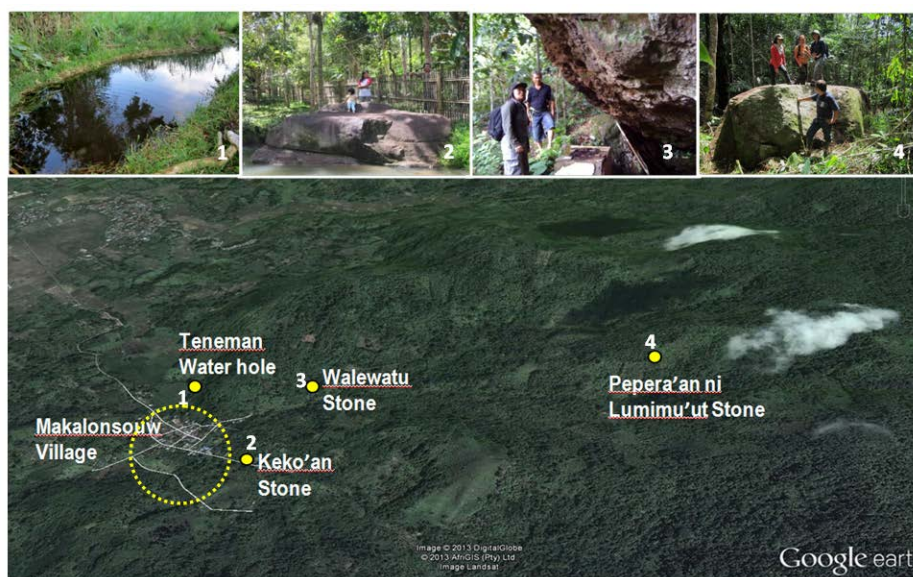 1
2
3
4
Teneman
Water hole
1
3
Walewatu
Stone
4
Pepera’an ni
Lumimu’ut Stone
Makalonsouw
Village
2
Keko’an
Stone
Image © 2013 DigitalGlobe
© 2013 AfriGIS (Pty) Ltd
Image Landsat
Google eart